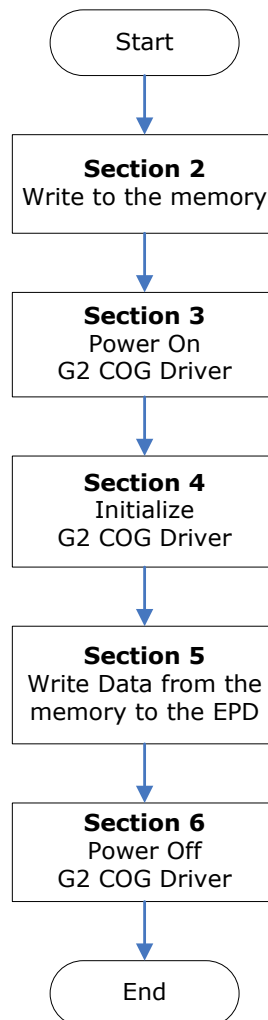 Start
Section 2
Write to the memory
Section 3
Power On
G2 COG Driver
Section 4
Initialize
G2 COG Driver
Section 5
Write Data from the
memory to the EPD
Section 6
Power Off
G2 COG Driver
End